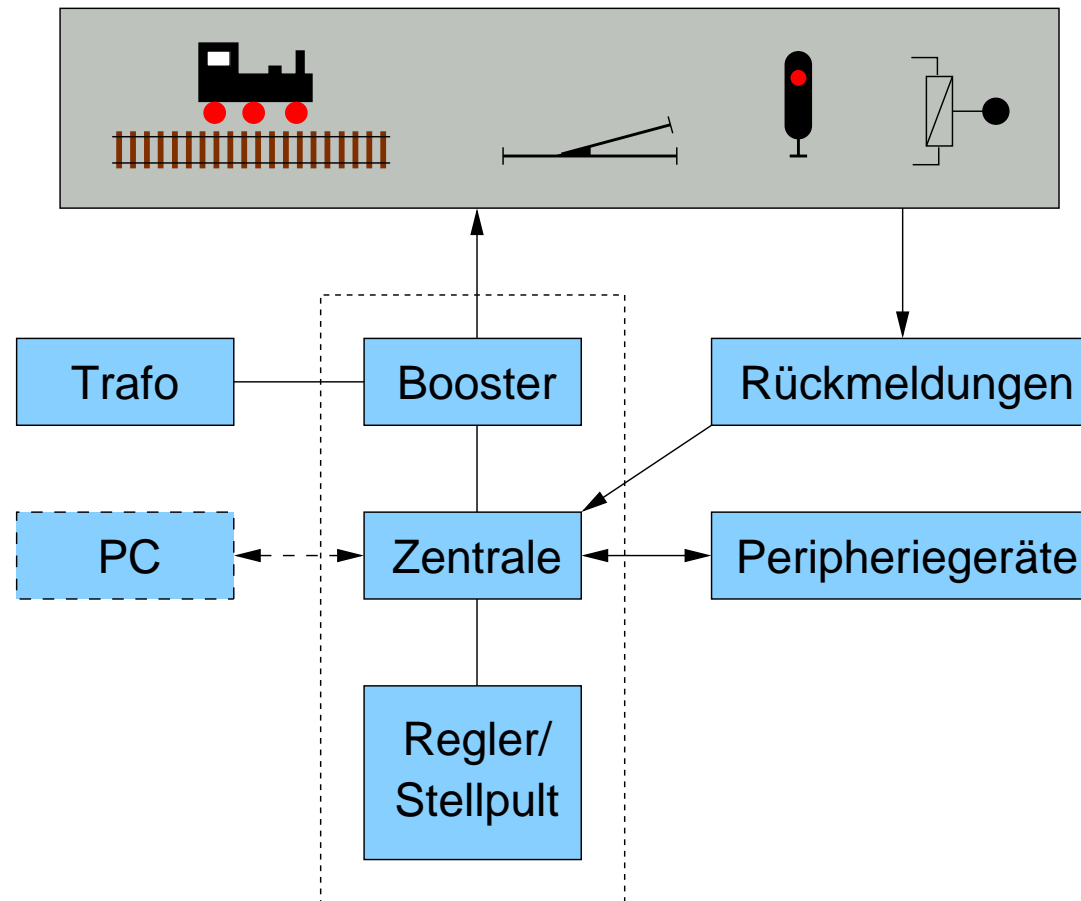 Trafo
Booster
Rückmeldungen
PC
Zentrale
Peripheriegeräte
Regler/
Stellpult